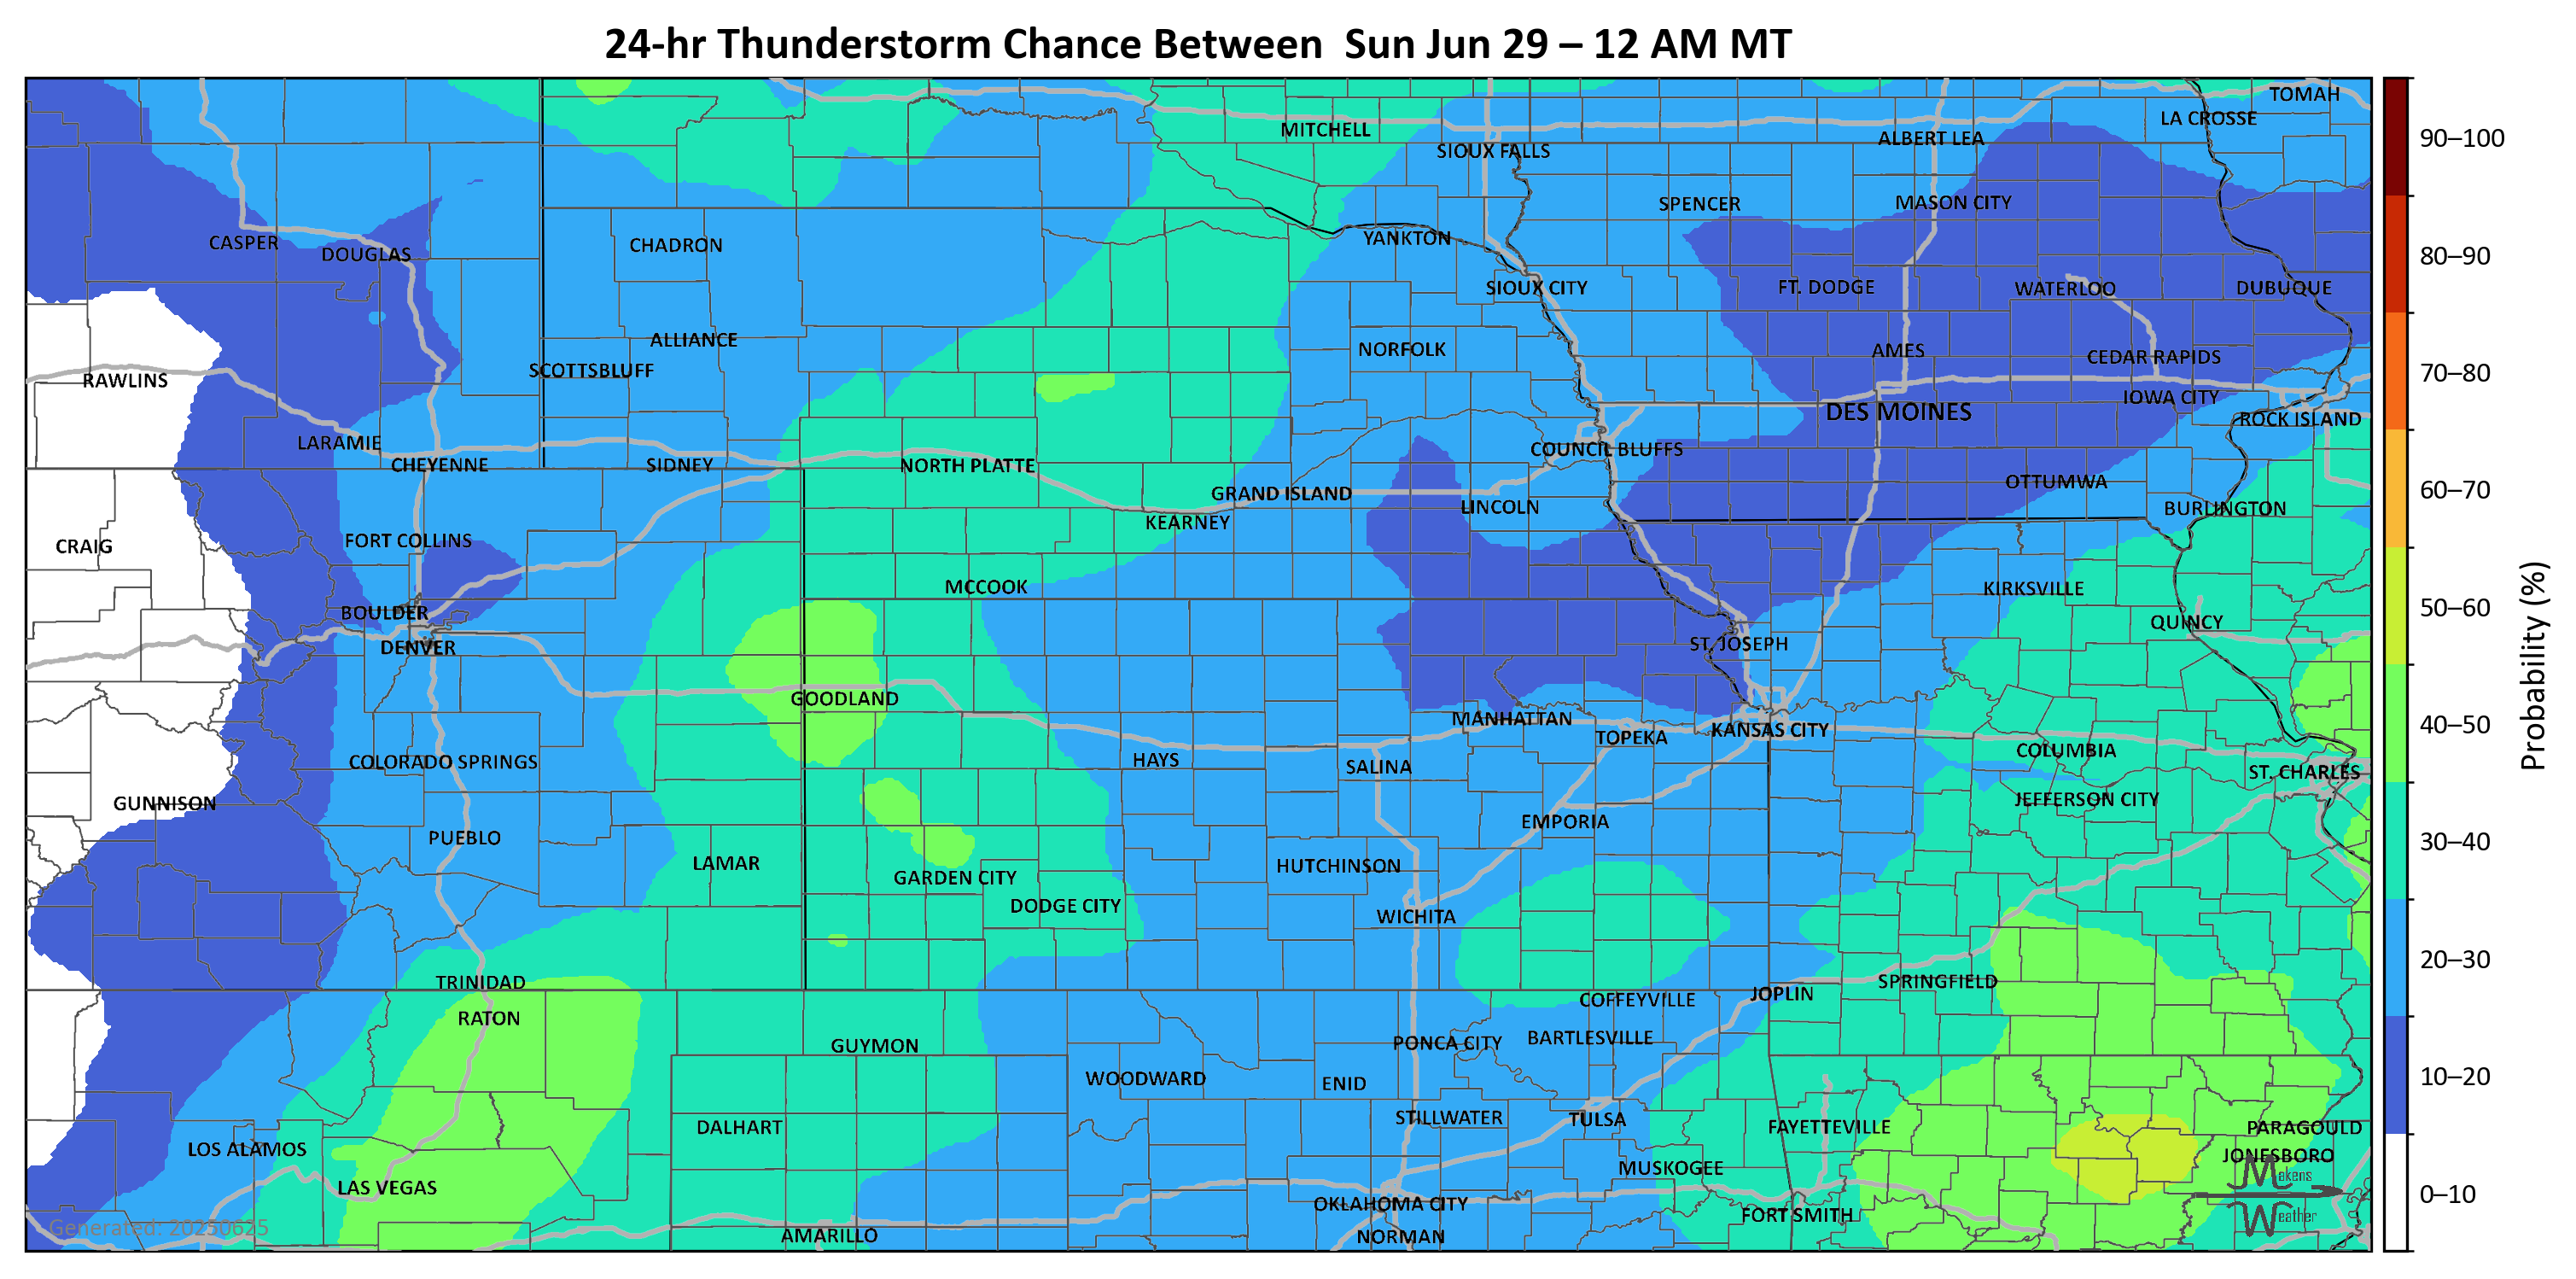 24-hr Thunderstorm Chance Between  Sun Jun 29 – 12 AM MT
TOMAH
LA CROSSE
MITCHELL
ALBERT LEA
SIOUX FALLS
SPENCER
MASON CITY
CASPER
DOUGLAS
CHADRON
YANKTON
SIOUX CITY
FT. DODGE
WATERLOO
DUBUQUE
ALLIANCE
NORFOLK
AMES
CEDAR RAPIDS
RAWLINS
SCOTTSBLUFF
IOWA CITY
DES MOINES
ROCK ISLAND
LARAMIE
COUNCIL BLUFFS
CHEYENNE
SIDNEY
NORTH PLATTE
OTTUMWA
GRAND ISLAND
LINCOLN
BURLINGTON
KEARNEY
CRAIG
FORT COLLINS
MCCOOK
KIRKSVILLE
BOULDER
QUINCY
DENVER
ST. JOSEPH
GOODLAND
MANHATTAN
TOPEKA
KANSAS CITY
COLUMBIA
COLORADO SPRINGS
HAYS
SALINA
ST. CHARLES
GUNNISON
JEFFERSON CITY
PUEBLO
EMPORIA
LAMAR
HUTCHINSON
GARDEN CITY
DODGE CITY
WICHITA
TRINIDAD
SPRINGFIELD
JOPLIN
COFFEYVILLE
RATON
BARTLESVILLE
GUYMON
PONCA CITY
WOODWARD
ENID
STILLWATER
TULSA
DALHART
FAYETTEVILLE
PARAGOULD
LOS ALAMOS
JONESBORO
MUSKOGEE
LAS VEGAS
OKLAHOMA CITY
FORT SMITH
AMARILLO
NORMAN
Generated: 20250625
Makens
Weather
90–100
80–90
70–80
60–70
50–60
40–50
30–40
20–30
10–20
0–10
Probability (%)